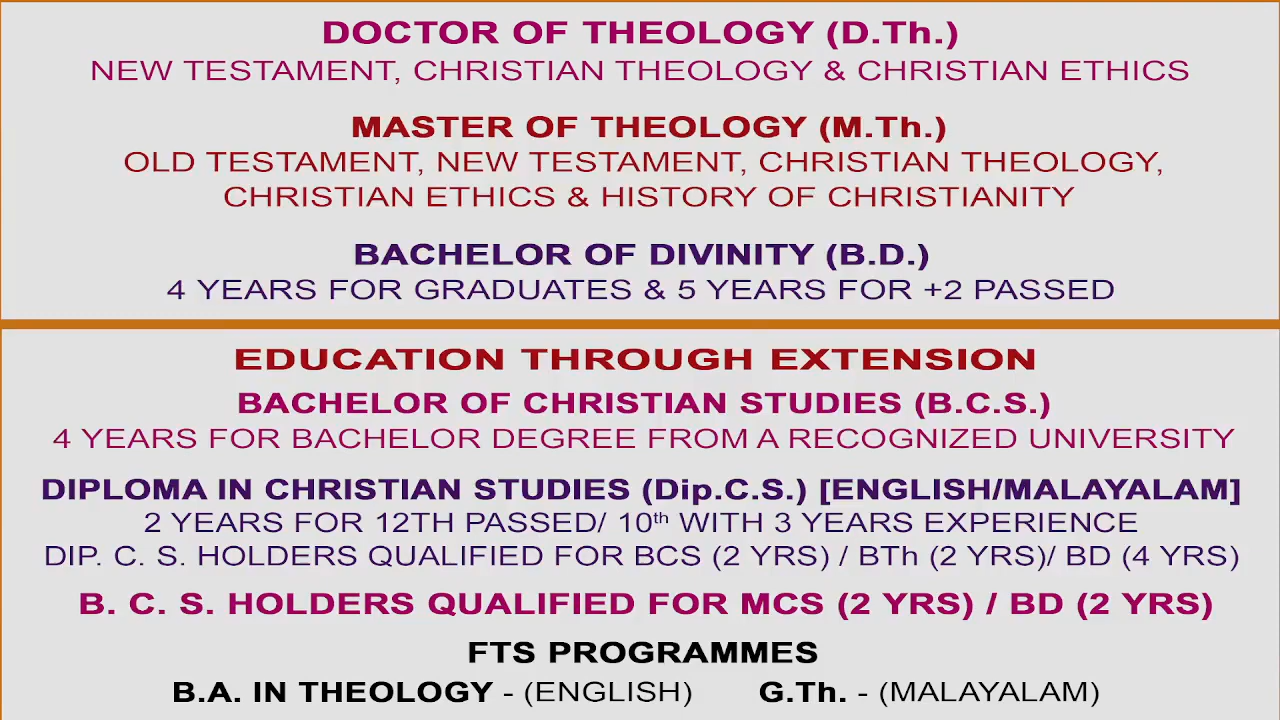 DOCTOR OF THEOLOGY (D.Th.)
NEW TESTAMENT, CHRISTIAN THEOLOGY & CHRISTIAN ETHICS
MASTER OF THEOLOGY (M.Th.)
OLD TESTAMENT, NEW TESTAMENT, CHRISTIAN THEOLOGY,
CHRISTIAN ETHICS & HISTORY OF CHRISTIANITY
BACHELOR OF DIVINITY (B.D.)
4 YEARS FOR GRADUATES & 5 YEARS FOR +2 PASSED
EDUCATION THROUGH EXTENSION
BACHELOR OF CHRISTIAN STUDIES (B.C.S.)
4 YEARS FOR BACHELOR DEGREE FROM A RECOGNIZED UNIVERSITY
DIPLOMA IN CHRISTIAN STUDIES (Dip.C.S.) [ENGLISH/MALAYALAM]
2 YEARS FOR 12TH PASSED/ 10th WITH 3 YEARS EXPERIENCE
DIP. C. S. HOLDERS QUALIFIED FOR BCS (2 YRS) / BTh (2 YRS)/ BD (4 YRS)
B. C. S. HOLDERS QUALIFIED FOR MCS (2 YRS) / BD (2 YRS)
FTS PROGRAMMES
B.A. IN THEOLOGY - (ENGLISH) G.Th. - (MALAYALAM)